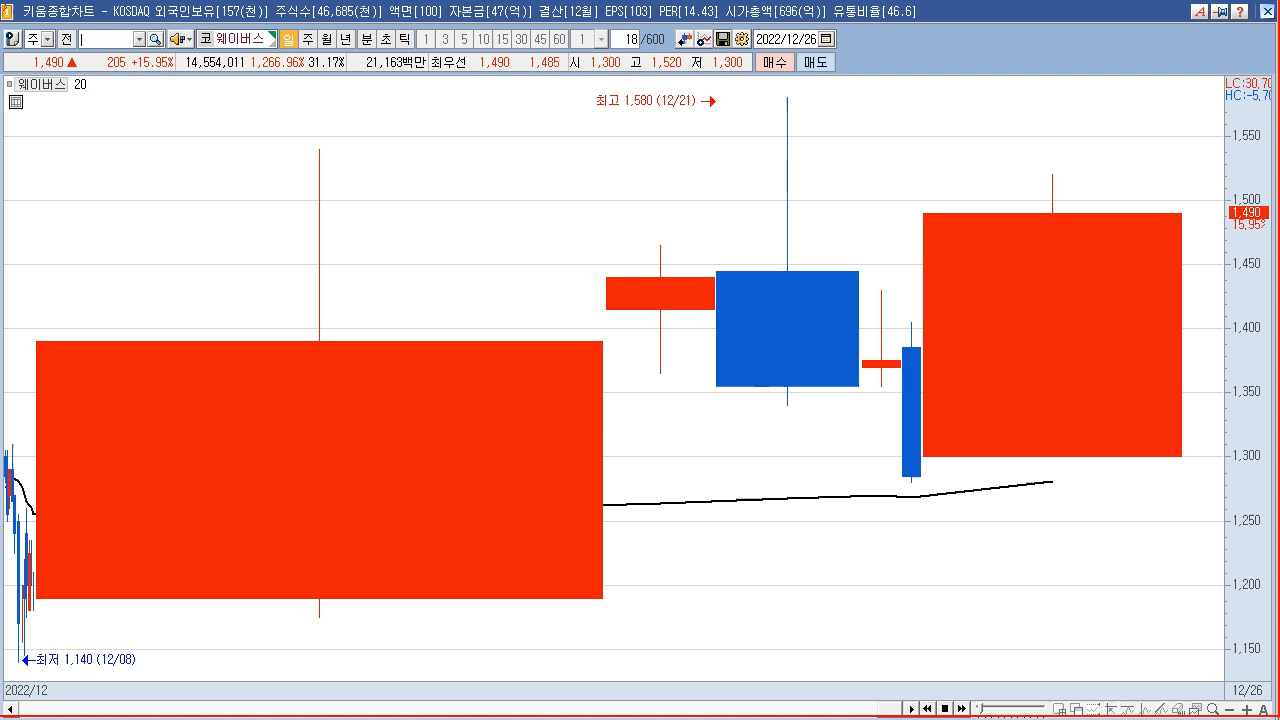 키움종합차트 - KOSDAQ 외국인보유[157(천)] 주식수[46,685(천)] 액면[100] 자본금[47(억)] 결산[12월] EPS[103] PER[14.43] 시가총액[696(억)] 유통비율[46.6]
주 전 코 웨이버스 일 주 월 년 분 초 틱 1 3 5 10 15 30 45 60 1 18 /600 2022/12/26
1,490 ▲ 205 +15.95% 14,554,011 1,266.96% 31.17% 21,163백만 최우선 1,490 1,485 시 1,300 고 1,520 저 1,300 매수 매도
웨이버스 20
LC:30,70
HC:-5,70
최고 1,580 (12/21) →
1,550
1,500
1,490
15,95%
1,450
1,400
1,350
1,300
1,250
1,200
1,150
←최저 1,140 (12/08)
2022/12 12/26
A